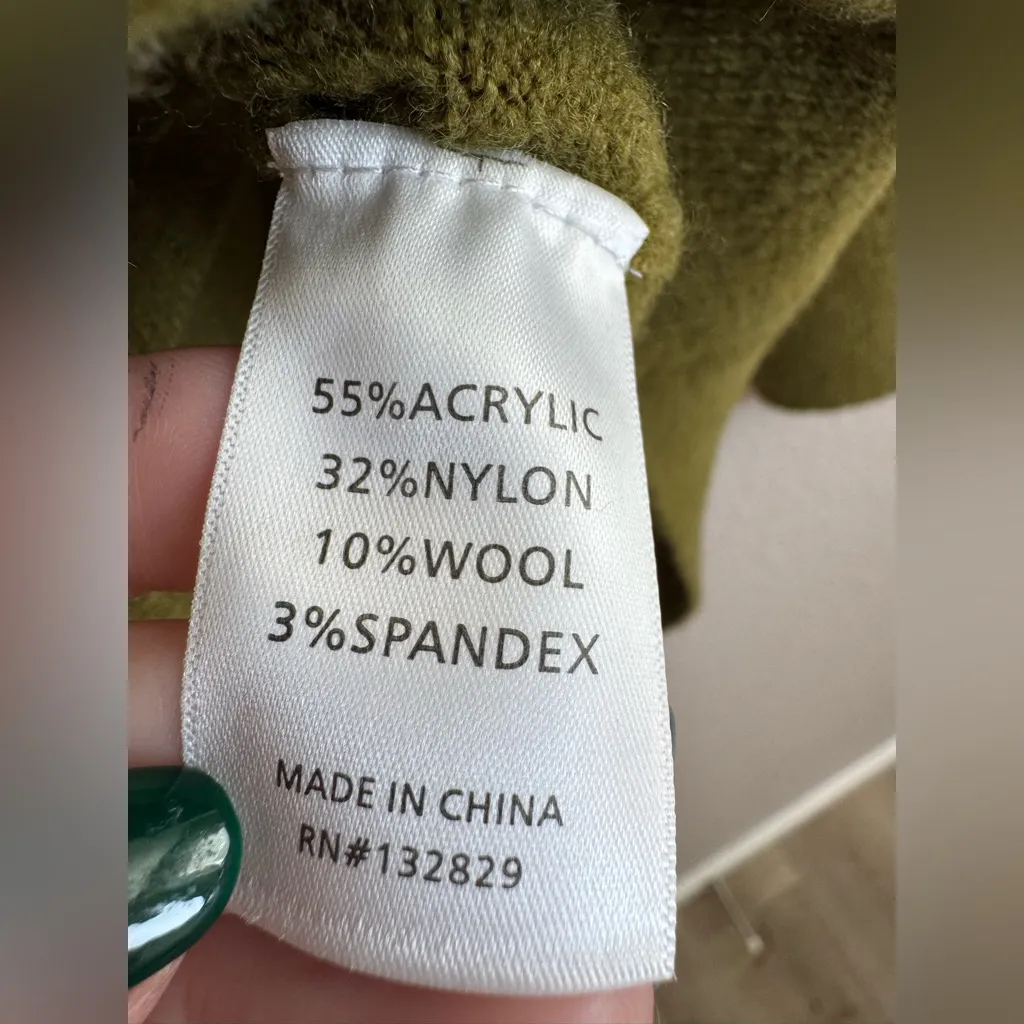 55%ACRYLIC
32%NYLON
10%WOOL
3%SPANDEX
MADE IN CHINA
RN#132829